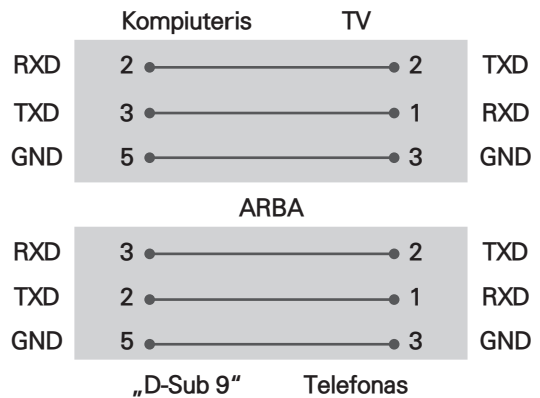 Kompiuteris TV
RXD 2 2 TXD
TXD 3 1 RXD
GND 5 3 GND
ARBA
RXD 3 2 TXD
TXD 2 1 RXD
GND 5 3 GND
„D-Sub 9“ Telefonas